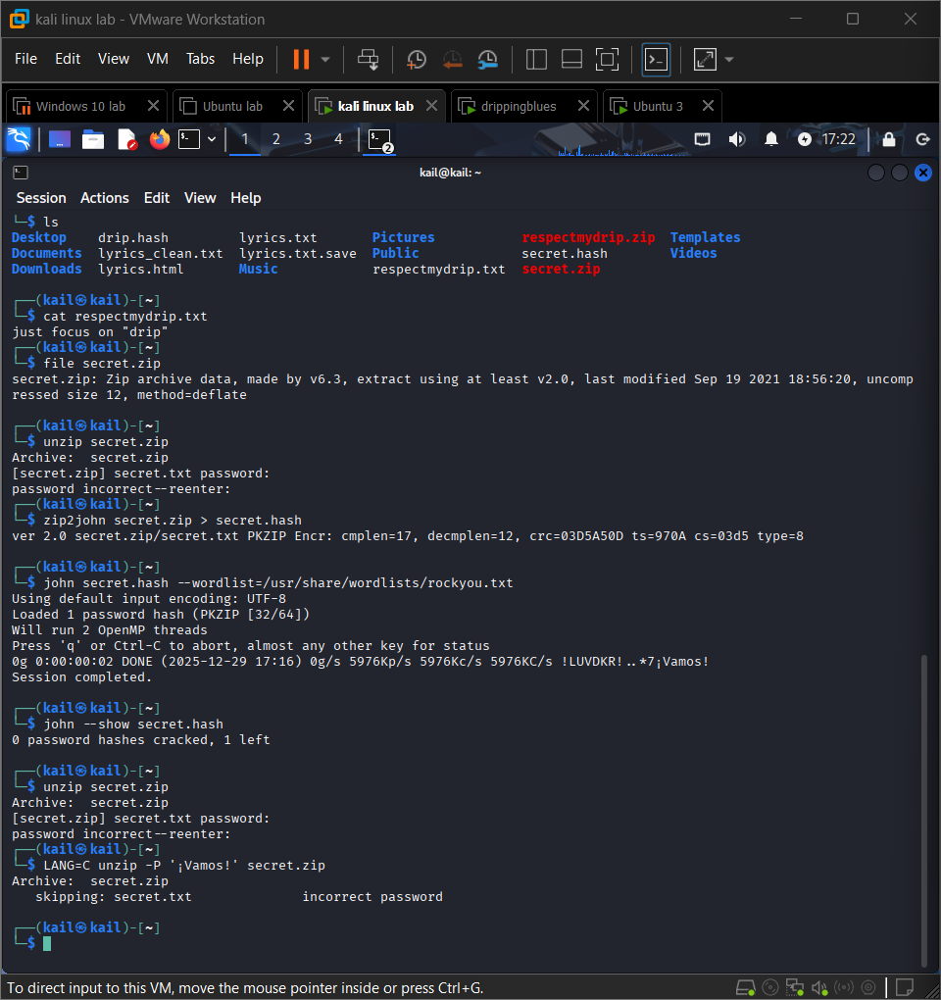 kali linux lab - VMware Workstation
File Edit View VM Tabs Help
Windows 10 lab Ubuntu lab kali linux lab drippingblues Ubuntu 3
1 2 3 4 2 17:22
kail@kail: ~
Session Actions Edit View Help
└─$ ls
Desktop drip.hash lyrics.txt Pictures respectmydrip.zip Templates
Documents lyrics_clean.txt lyrics.txt.save Public secret.hash Videos
Downloads lyrics.html Music respectmydrip.txt secret.zip
┌──(kail㉿kail)-[~]
└─$ cat respectmydrip.txt
just focus on "drip"
┌──(kail㉿kail)-[~]
└─$ file secret.zip
secret.zip: Zip archive data, made by v6.3, extract using at least v2.0, last modified Sep 19 2021 18:56:20, uncomp
ressed size 12, method=deflate
┌──(kail㉿kail)-[~]
└─$ unzip secret.zip
Archive:  secret.zip
[secret.zip] secret.txt password:
password incorrect--reenter:
┌──(kail㉿kail)-[~]
└─$ zip2john secret.zip > secret.hash
ver 2.0 secret.zip/secret.txt PKZIP Encr: cmplen=17, decmplen=12, crc=03D5A50D ts=970A cs=03d5 type=8
┌──(kail㉿kail)-[~]
└─$ john secret.hash --wordlist=/usr/share/wordlists/rockyou.txt
Using default input encoding: UTF-8
Loaded 1 password hash (PKZIP [32/64])
Will run 2 OpenMP threads
Press 'q' or Ctrl-C to abort, almost any other key for status
0g 0:00:00:02 DONE (2025-12-29 17:16) 0g/s 5976Kp/s 5976Kc/s 5976KC/s !LUVDKR!..*7¡Vamos!
Session completed.
┌──(kail㉿kail)-[~]
└─$ john --show secret.hash
0 password hashes cracked, 1 left
┌──(kail㉿kail)-[~]
└─$ unzip secret.zip
Archive:  secret.zip
[secret.zip] secret.txt password:
password incorrect--reenter:
┌──(kail㉿kail)-[~]
└─$ LANG=C unzip -P '¡Vamos!' secret.zip
Archive:  secret.zip
   skipping: secret.txt              incorrect password
┌──(kail㉿kail)-[~]
└─$
To direct input to this VM, move the mouse pointer inside or press Ctrl+G.